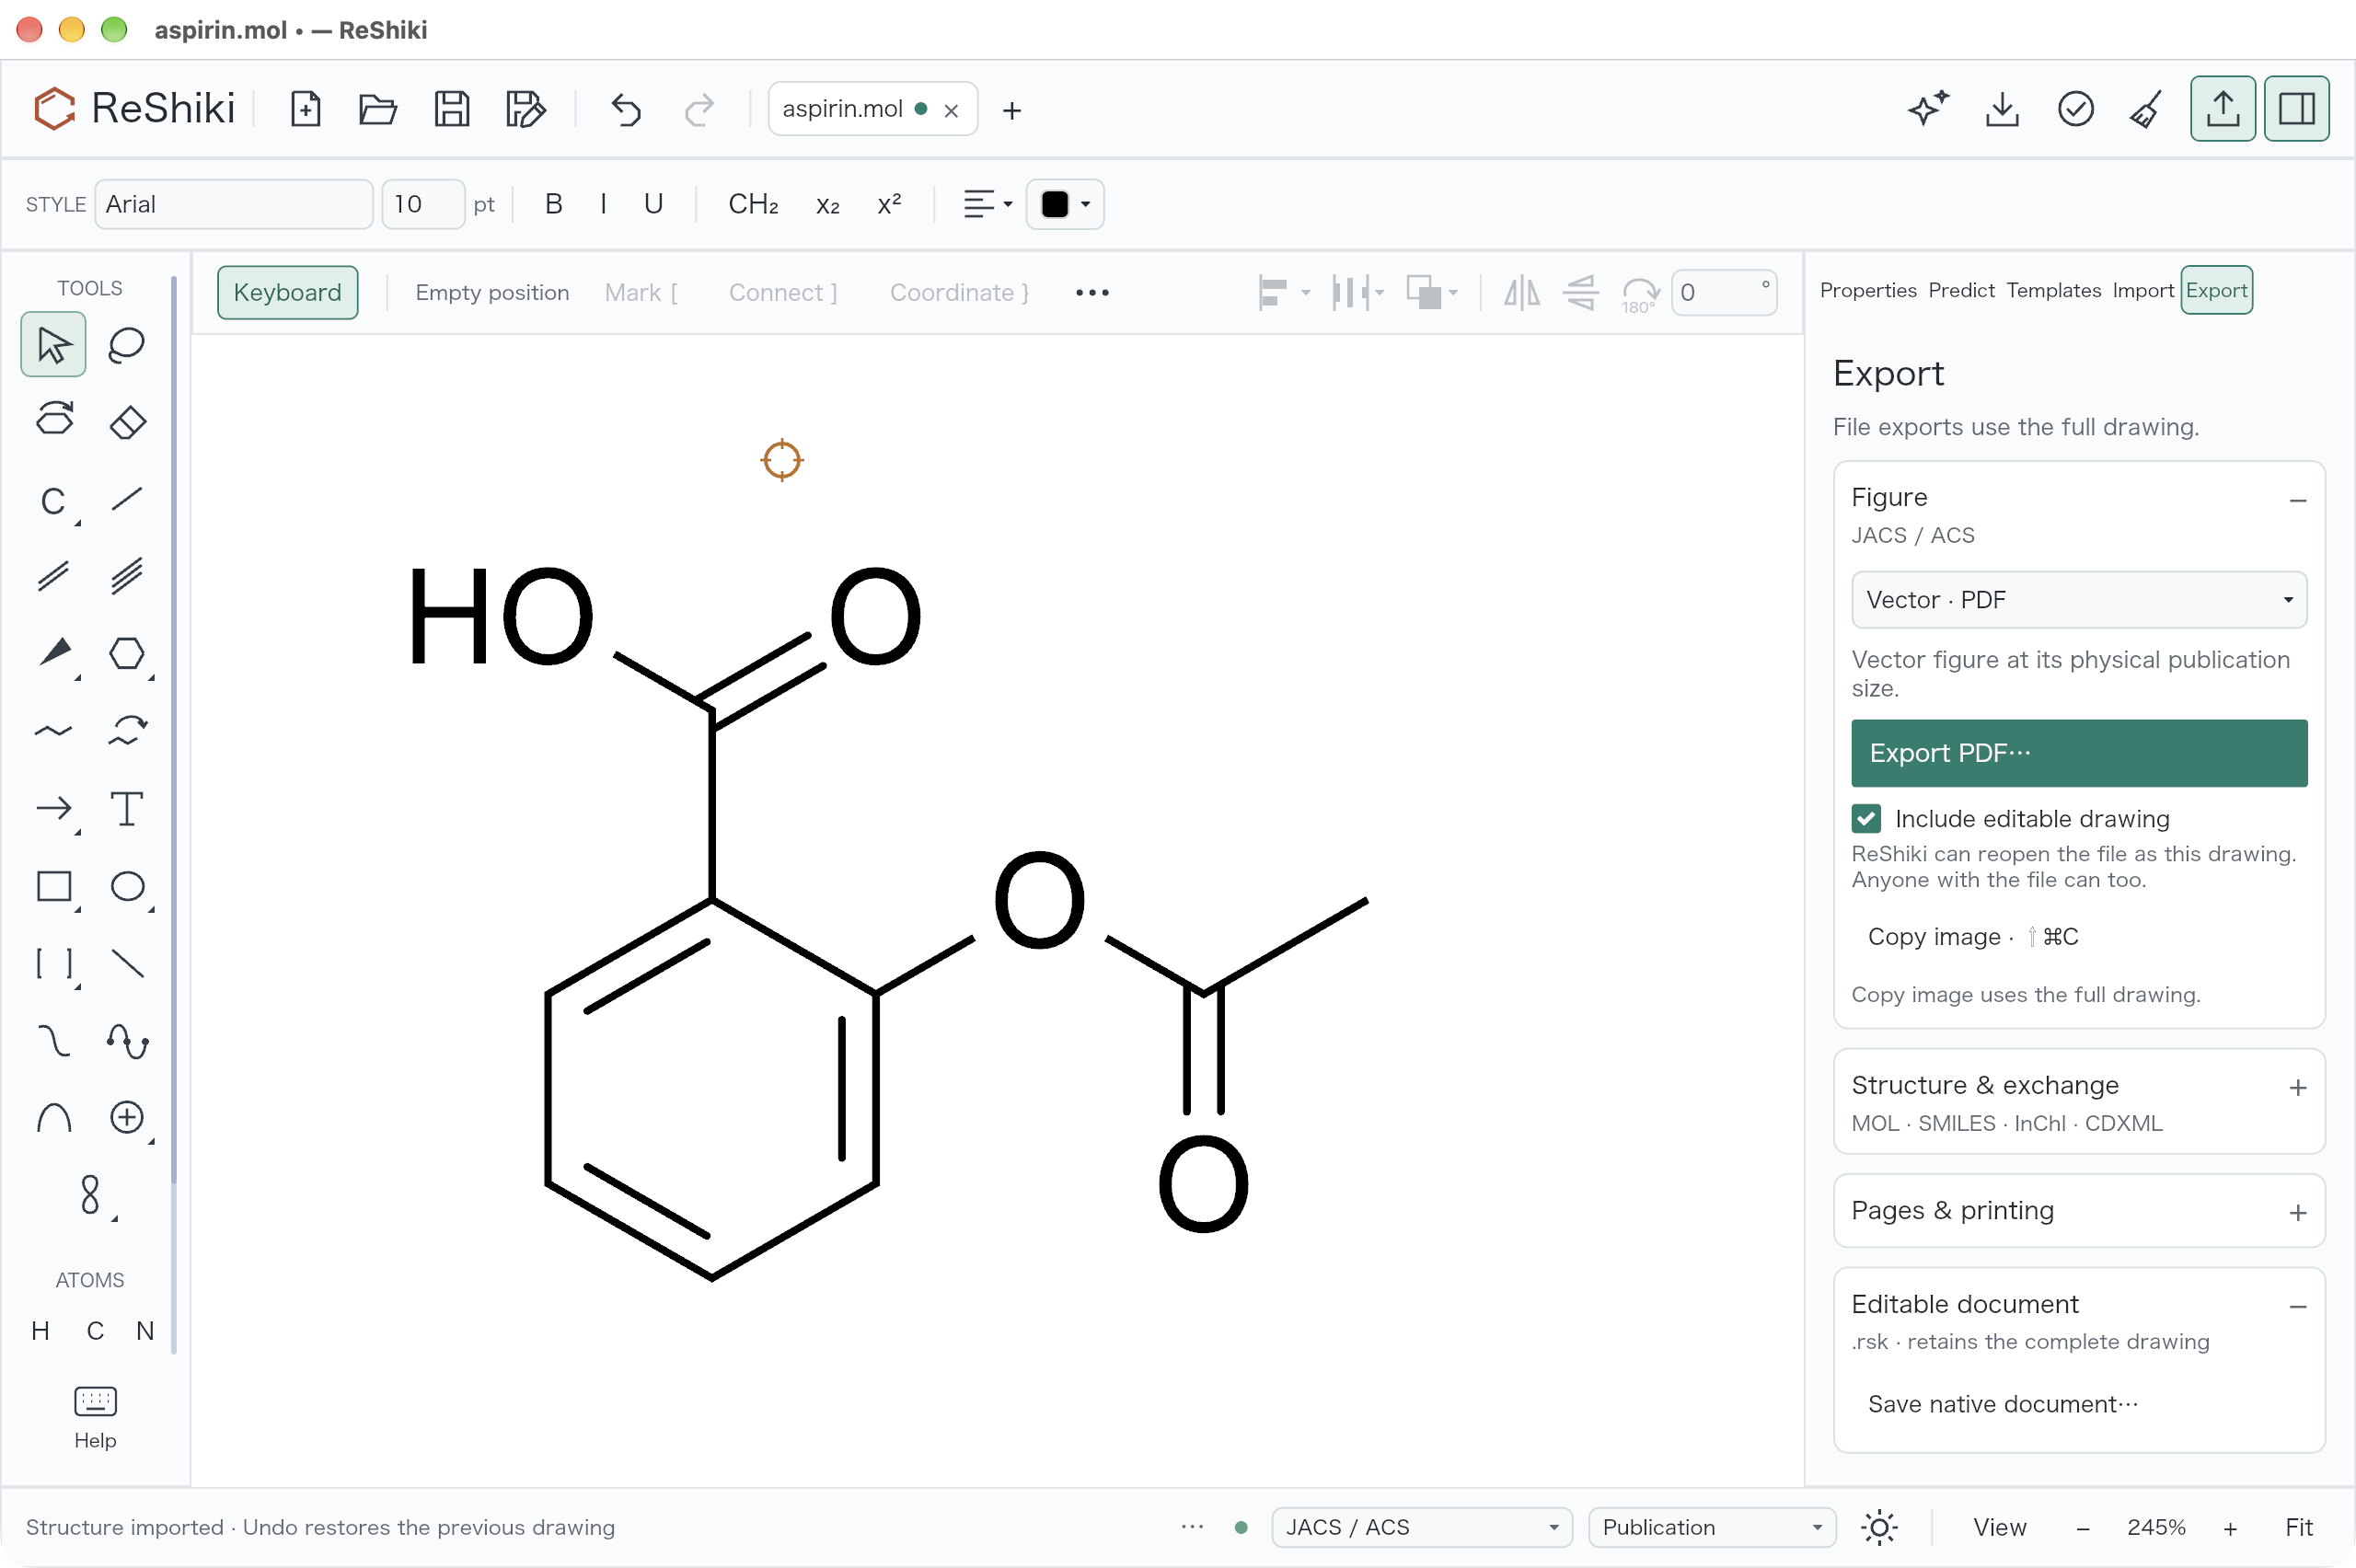 aspirin.mol • — ReShiki
ReShiki
aspirin.mol
STYLE Arial 10 pt B I U CH₂ x₂ x²
TOOLS
Keyboard Empty position Mark [ Connect ] Coordinate } ••• 180° 0 °
Properties Predict Templates Import Export
Export
File exports use the full drawing.
C
T
[ ]
ATOMS
H C N
Help
HO O
O
O
Figure
JACS / ACS
Vector · PDF
Vector figure at its physical publication
size.
Export PDF···
Include editable drawing
ReShiki can reopen the file as this drawing.
Anyone with the file can too.
Copy image · ⇧⌘C
Copy image uses the full drawing.
Structure & exchange
MOL · SMILES · InChI · CDXML
Pages & printing
Editable document
.rsk · retains the complete drawing
Save native document···
Structure imported · Undo restores the previous drawing
··· JACS / ACS Publication View − 245% + Fit